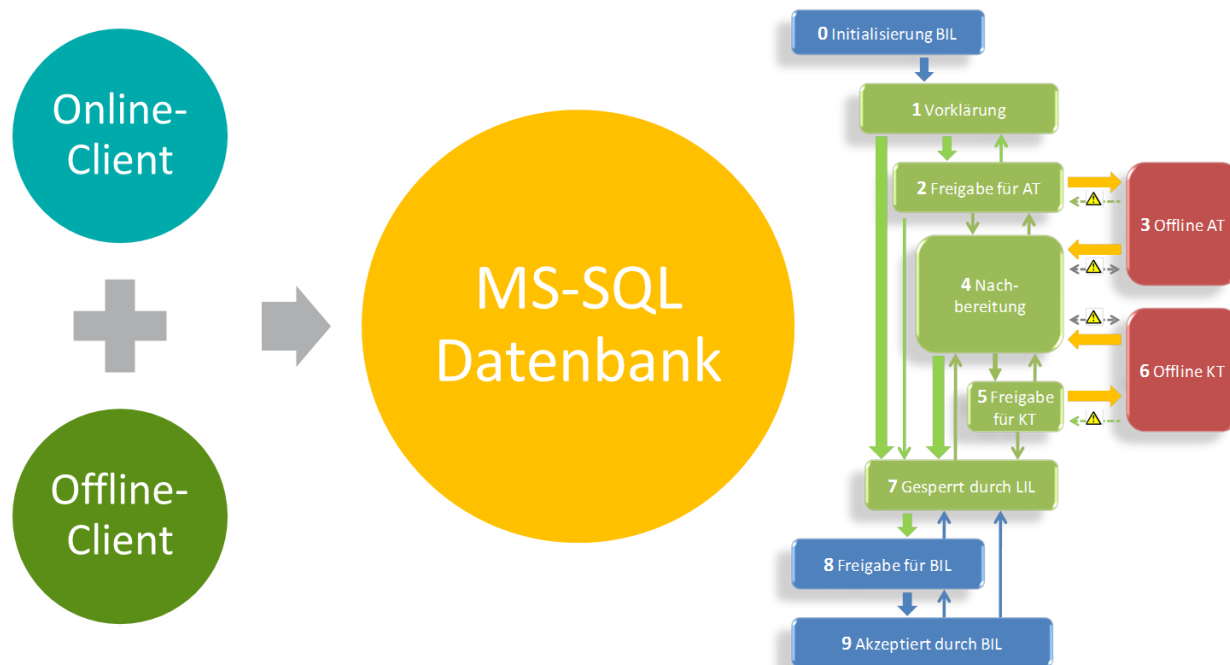 Online-
Client
Offline-
Client
MS-SQL
Datenbank
0 Initialisierung BIL
1 Vorklärung
2 Freigabe für AT
3 Offline AT
4 Nach-
bereitung
5 Freigabe
für KT
6 Offline KT
7 Gesperrt durch LIL
8 Freigabe für BIL
9 Akzeptiert durch BIL